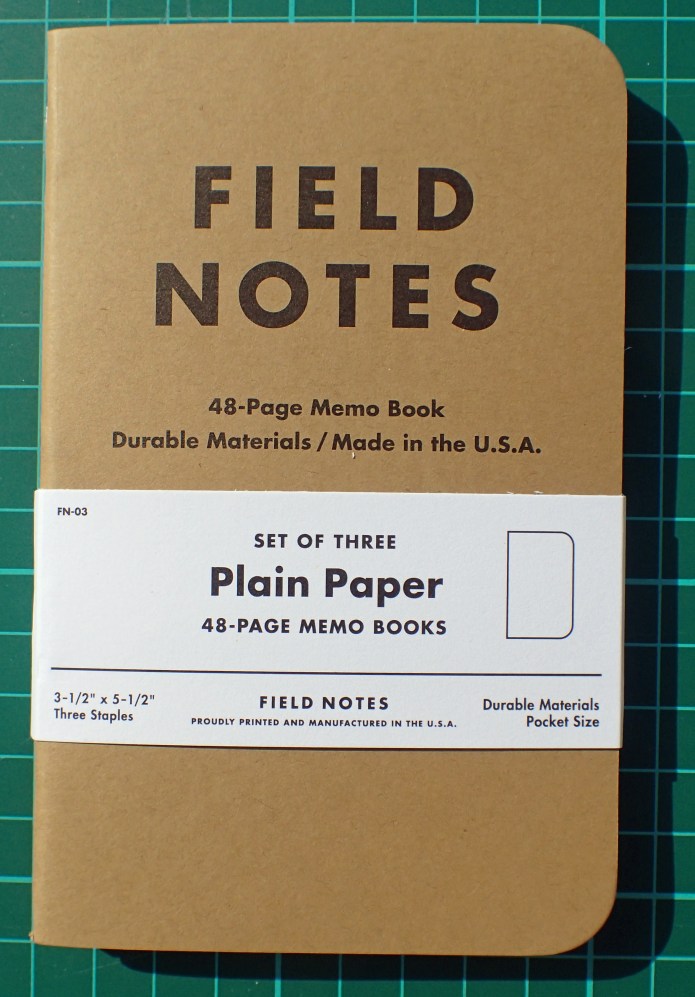 FIELD
NOTES
48-Page Memo Book
Durable Materials / Made in the U.S.A.
FN-03
SET OF THREE
Plain Paper
48-PAGE MEMO BOOKS
3-1/2" x 5-1/2"
Three Staples
FIELD NOTES
PROUDLY PRINTED AND MANUFACTURED IN THE U.S.A.
Durable Materials
Pocket Size